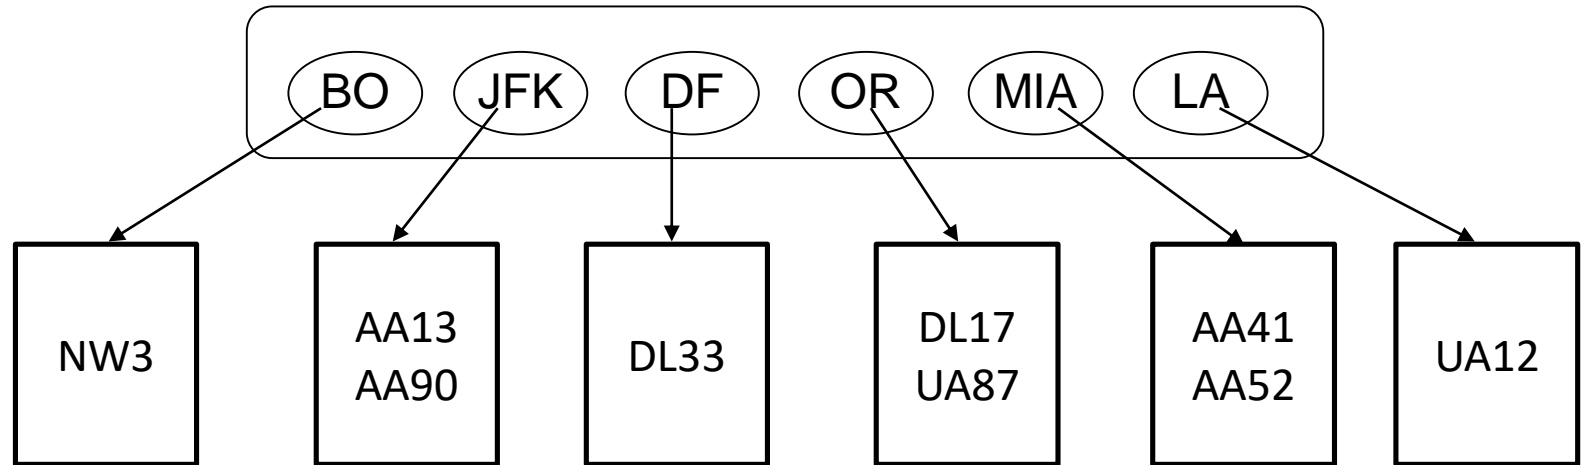 BO JFK DF OR MIA LA
NW3
AA13
AA90
DL33
DL17
UA87
AA41
AA52
UA12